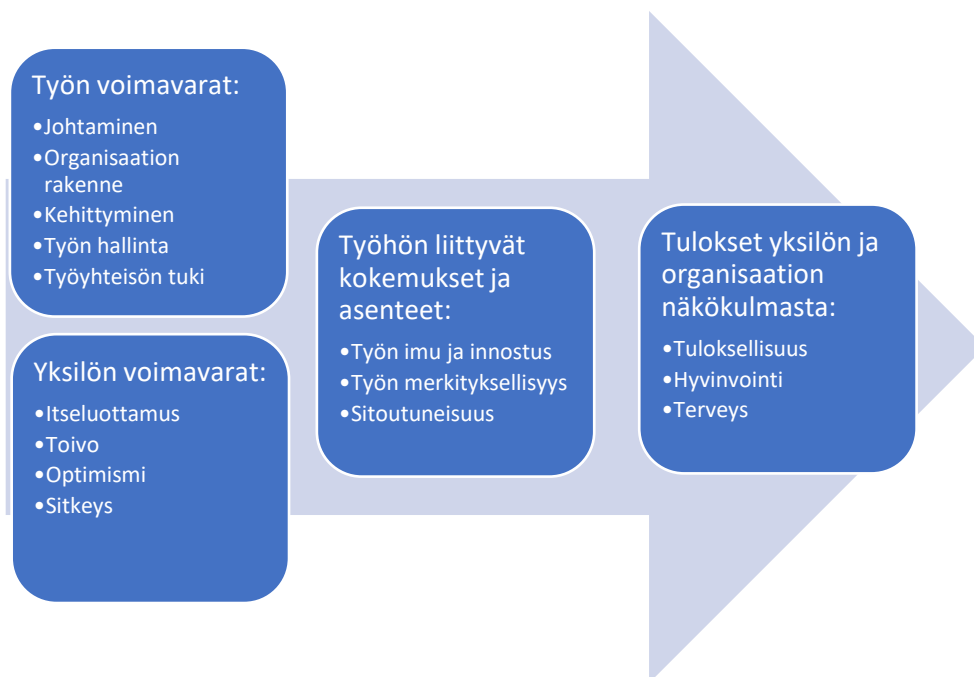 Työn voimavarat:
•Johtaminen
•Organisaation
rakenne
•Kehittyminen
•Työn hallinta
•Työyhteisön tuki
Yksilön voimavarat:
•Itseluottamus
•Toivo
•Optimismi
•Sitkeys
Työhön liittyvät
kokemukset ja
asenteet:
•Työn imu ja innostus
•Työn merkityksellisyys
•Sitoutuneisuus
Tulokset yksilön ja
organisaation
näkökulmasta:
•Tuloksellisuus
•Hyvinvointi
•Terveys